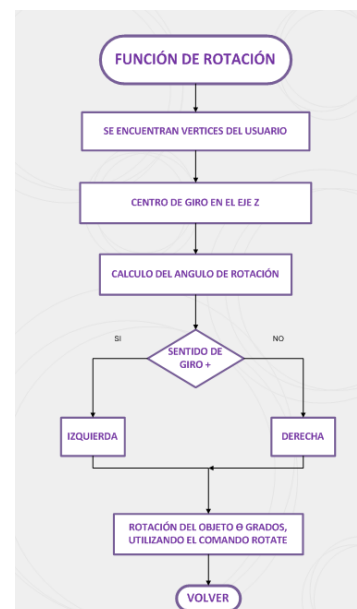 FUNCIÓN DE ROTACIÓN
SE ENCUENTRAN VERTICES DEL USUARIO
CENTRO DE GIRO EN EL EJE Z
CALCULO DEL ANGULO DE ROTACIÓN
SI
NO
SENTIDO DE
GIRO +
IZQUIERDA
DERECHA
ROTACIÓN DEL OBJETO Θ GRADOS,
UTILIZANDO EL COMANDO ROTATE
VOLVER